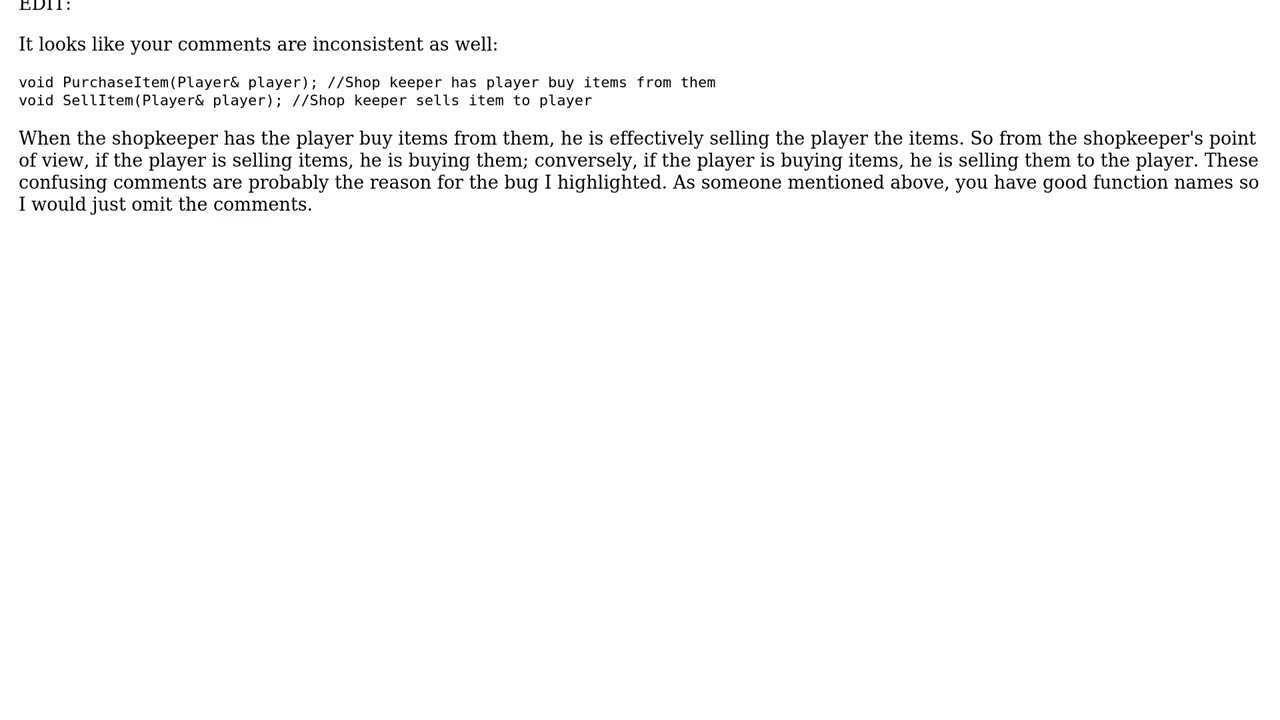 EDIT:
It looks like your comments are inconsistent as well:
void PurchaseItem(Player& player); //Shop keeper has player buy items from them
void SellItem(Player& player); //Shop keeper sells item to player
When the shopkeeper has the player buy items from them, he is effectively selling the player the items. So from the shopkeeper's point
of view, if the player is selling items, he is buying them; conversely, if the player is buying items, he is selling them to the player. These
confusing comments are probably the reason for the bug I highlighted. As someone mentioned above, you have good function names so
I would just omit the comments.